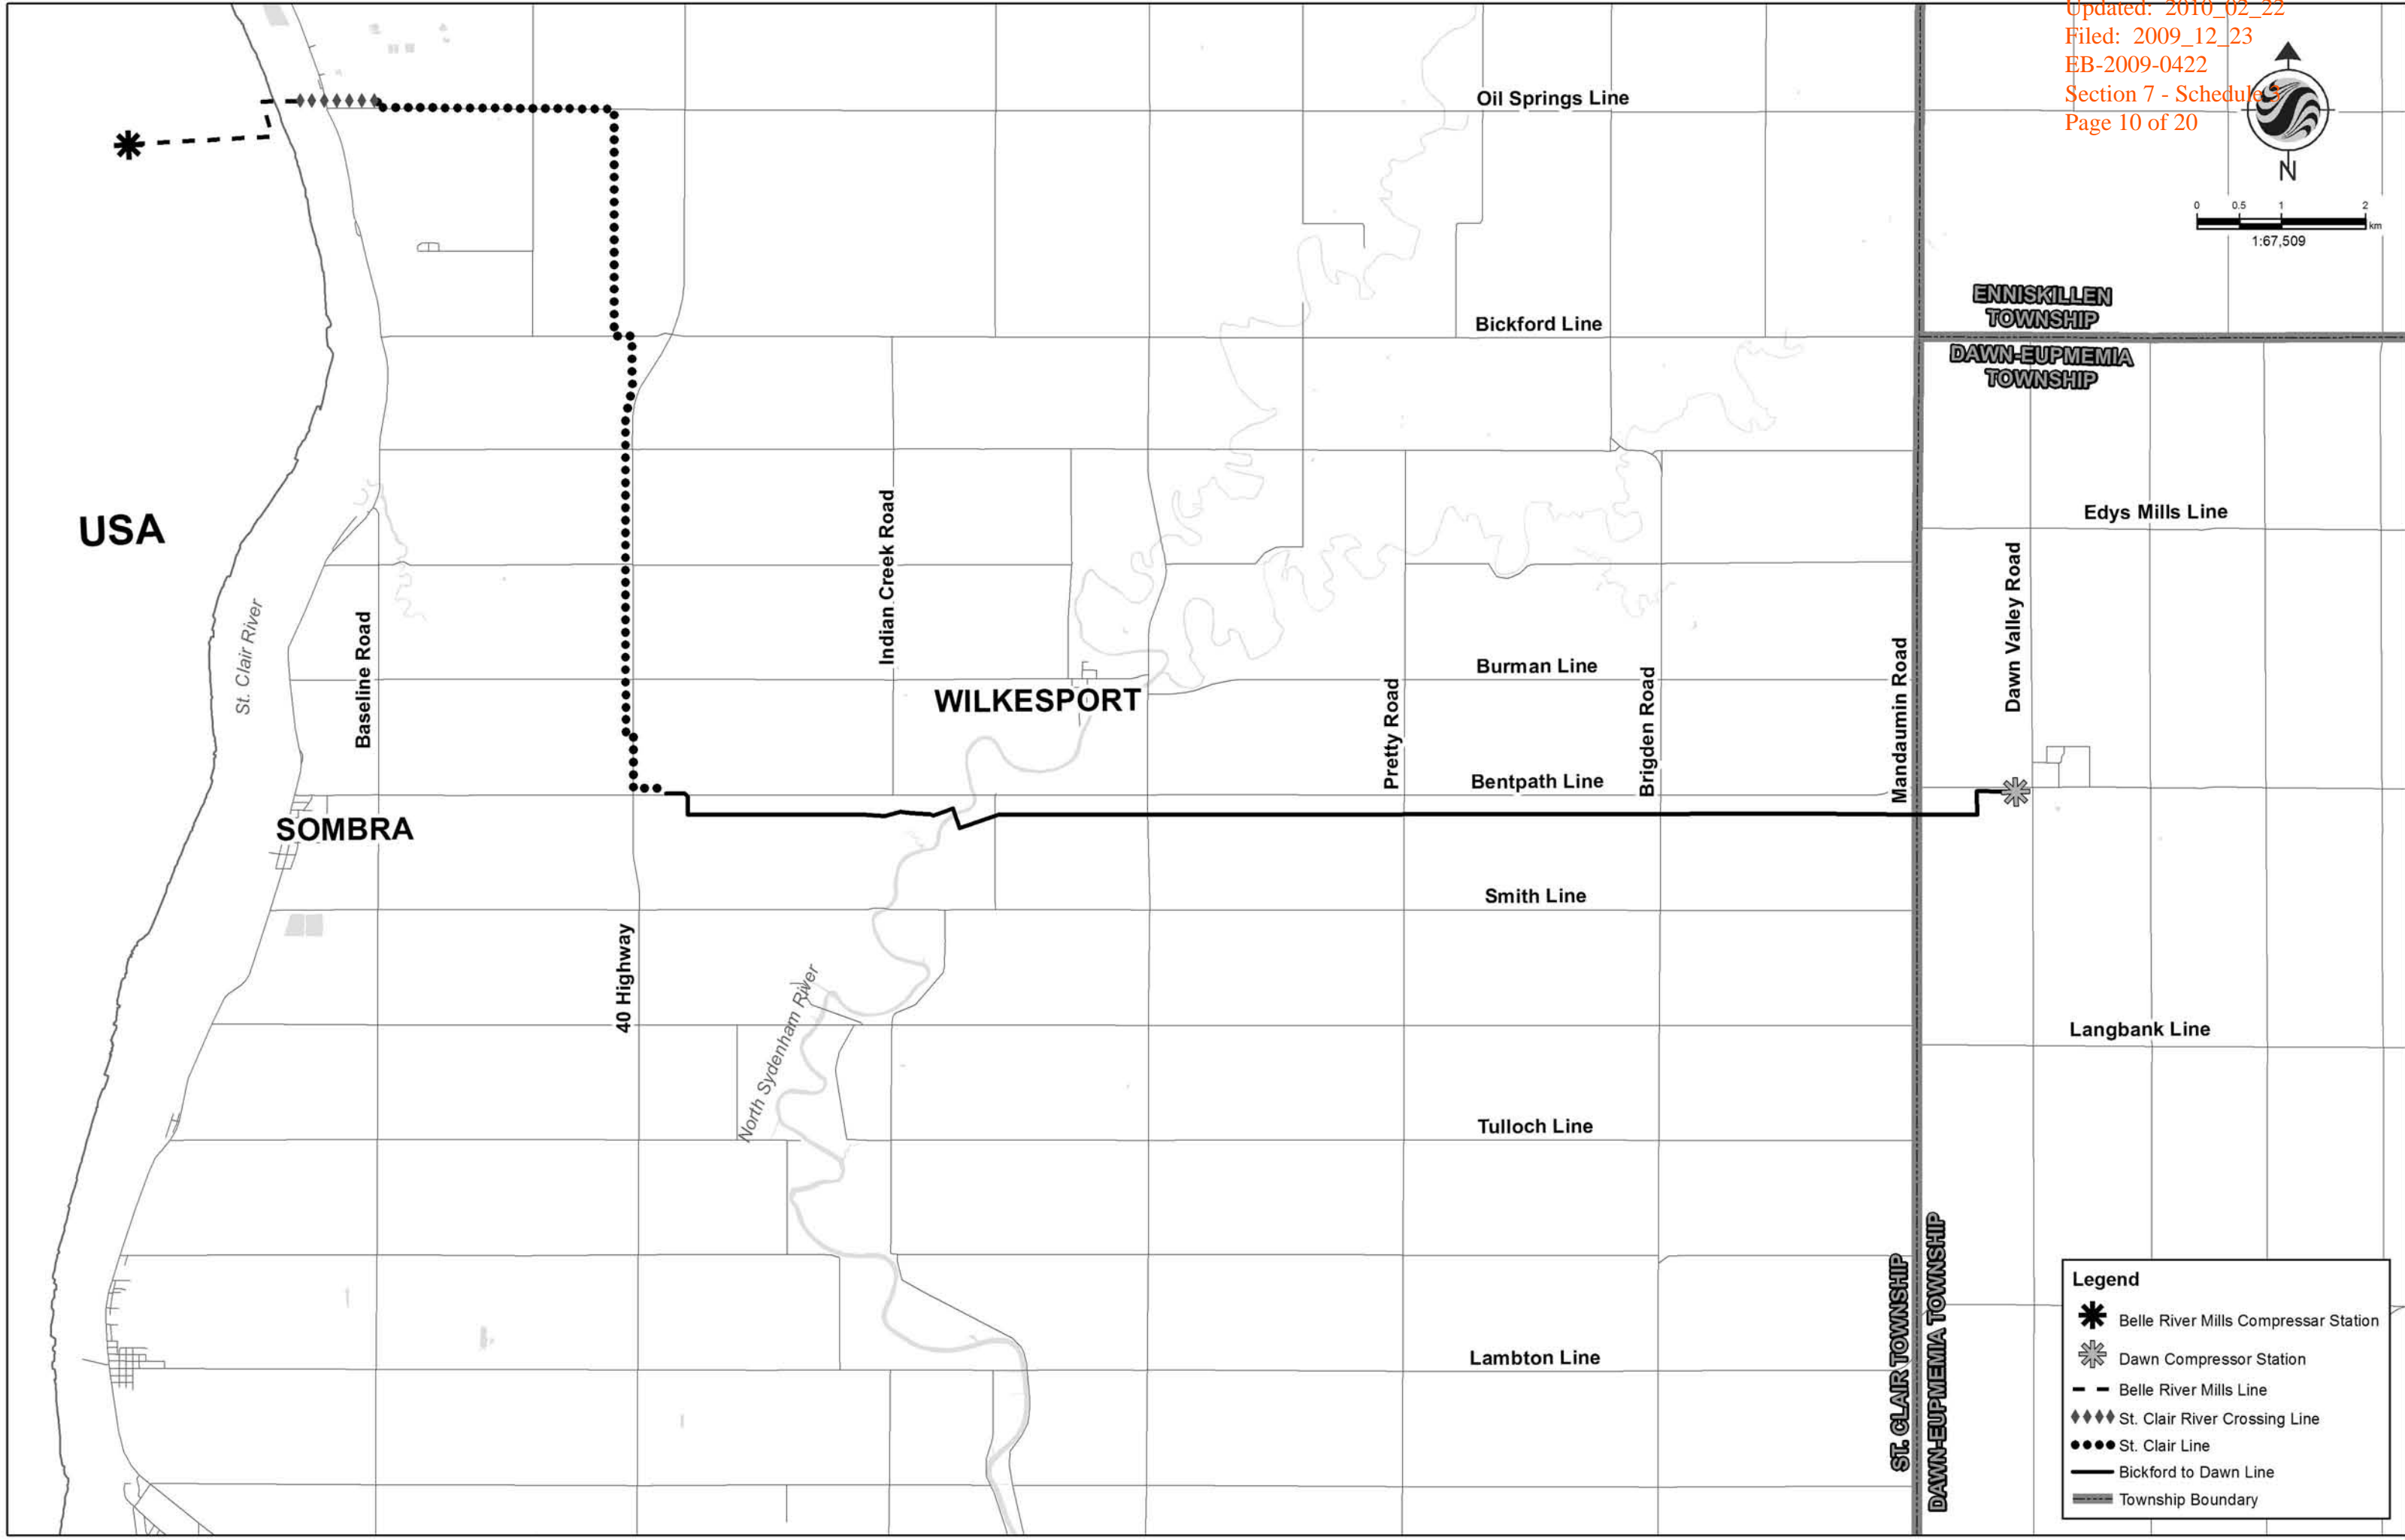 Updated: 2010_02_22
Filed: 2009_12_23
EB-2009-0422
Section 7 - Schedule 3
Page 10 of 20
N
0 0.5 1 2
km
1:67,509
Oil Springs Line
ENNISKILLEN
TOWNSHIP
Bickford Line
DAWN-EUPMEMIA
TOWNSHIP
USA
Edys Mills Line
Indian Creek Road
Dawn Valley Road
St. Clair River
Baseline Road
Burman Line
WILKESPORT
Pretty Road
Brigden Road
Mandaumin Road
Bentpath Line
SOMBRA
Smith Line
40 Highway
North Sydenham River
Langbank Line
Tulloch Line
ST. CLAIR TOWNSHIP
DAWN-EUPMEMIA TOWNSHIP
Lambton Line
Legend
Belle River Mills Compressar Station
Dawn Compressor Station
Belle River Mills Line
St. Clair River Crossing Line
St. Clair Line
Bickford to Dawn Line
Township Boundary